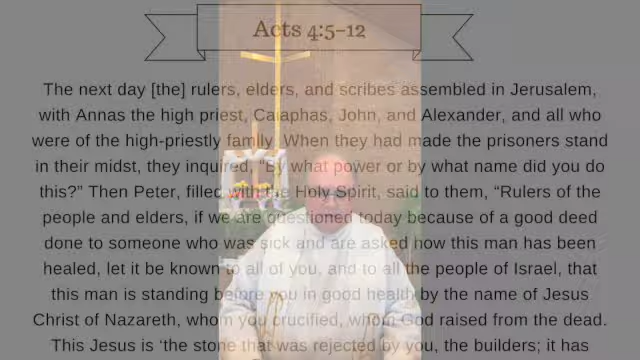 Acts 4:5–12
The next day [the] rulers, elders, and scribes assembled in Jerusalem,
with Annas the high priest, Caiaphas, John, and Alexander, and all who
were of the high-priestly family. When they had made the prisoners stand
in their midst, they inquired, “By what power or by what name did you do
this?” Then Peter, filled with the Holy Spirit, said to them, “Rulers of the
people and elders, if we are questioned today because of a good deed
done to someone who was sick and are asked how this man has been
healed, let it be known to all of you, and to all the people of Israel, that
this man is standing before you in good health by the name of Jesus
Christ of Nazareth, whom you crucified, whom God raised from the dead.
This Jesus is ‘the stone that was rejected by you, the builders; it has